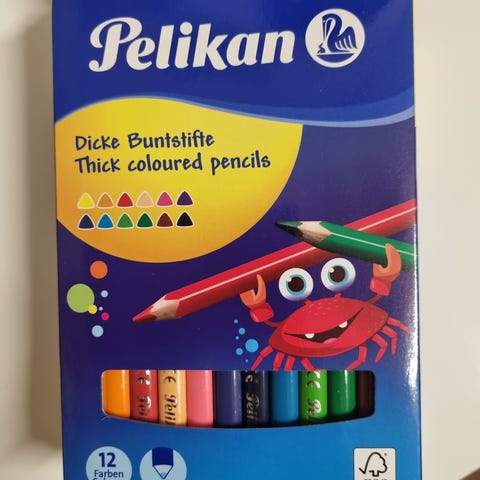 Pelikan
Dicke Buntstifte
Thick coloured pencils
12
Farben